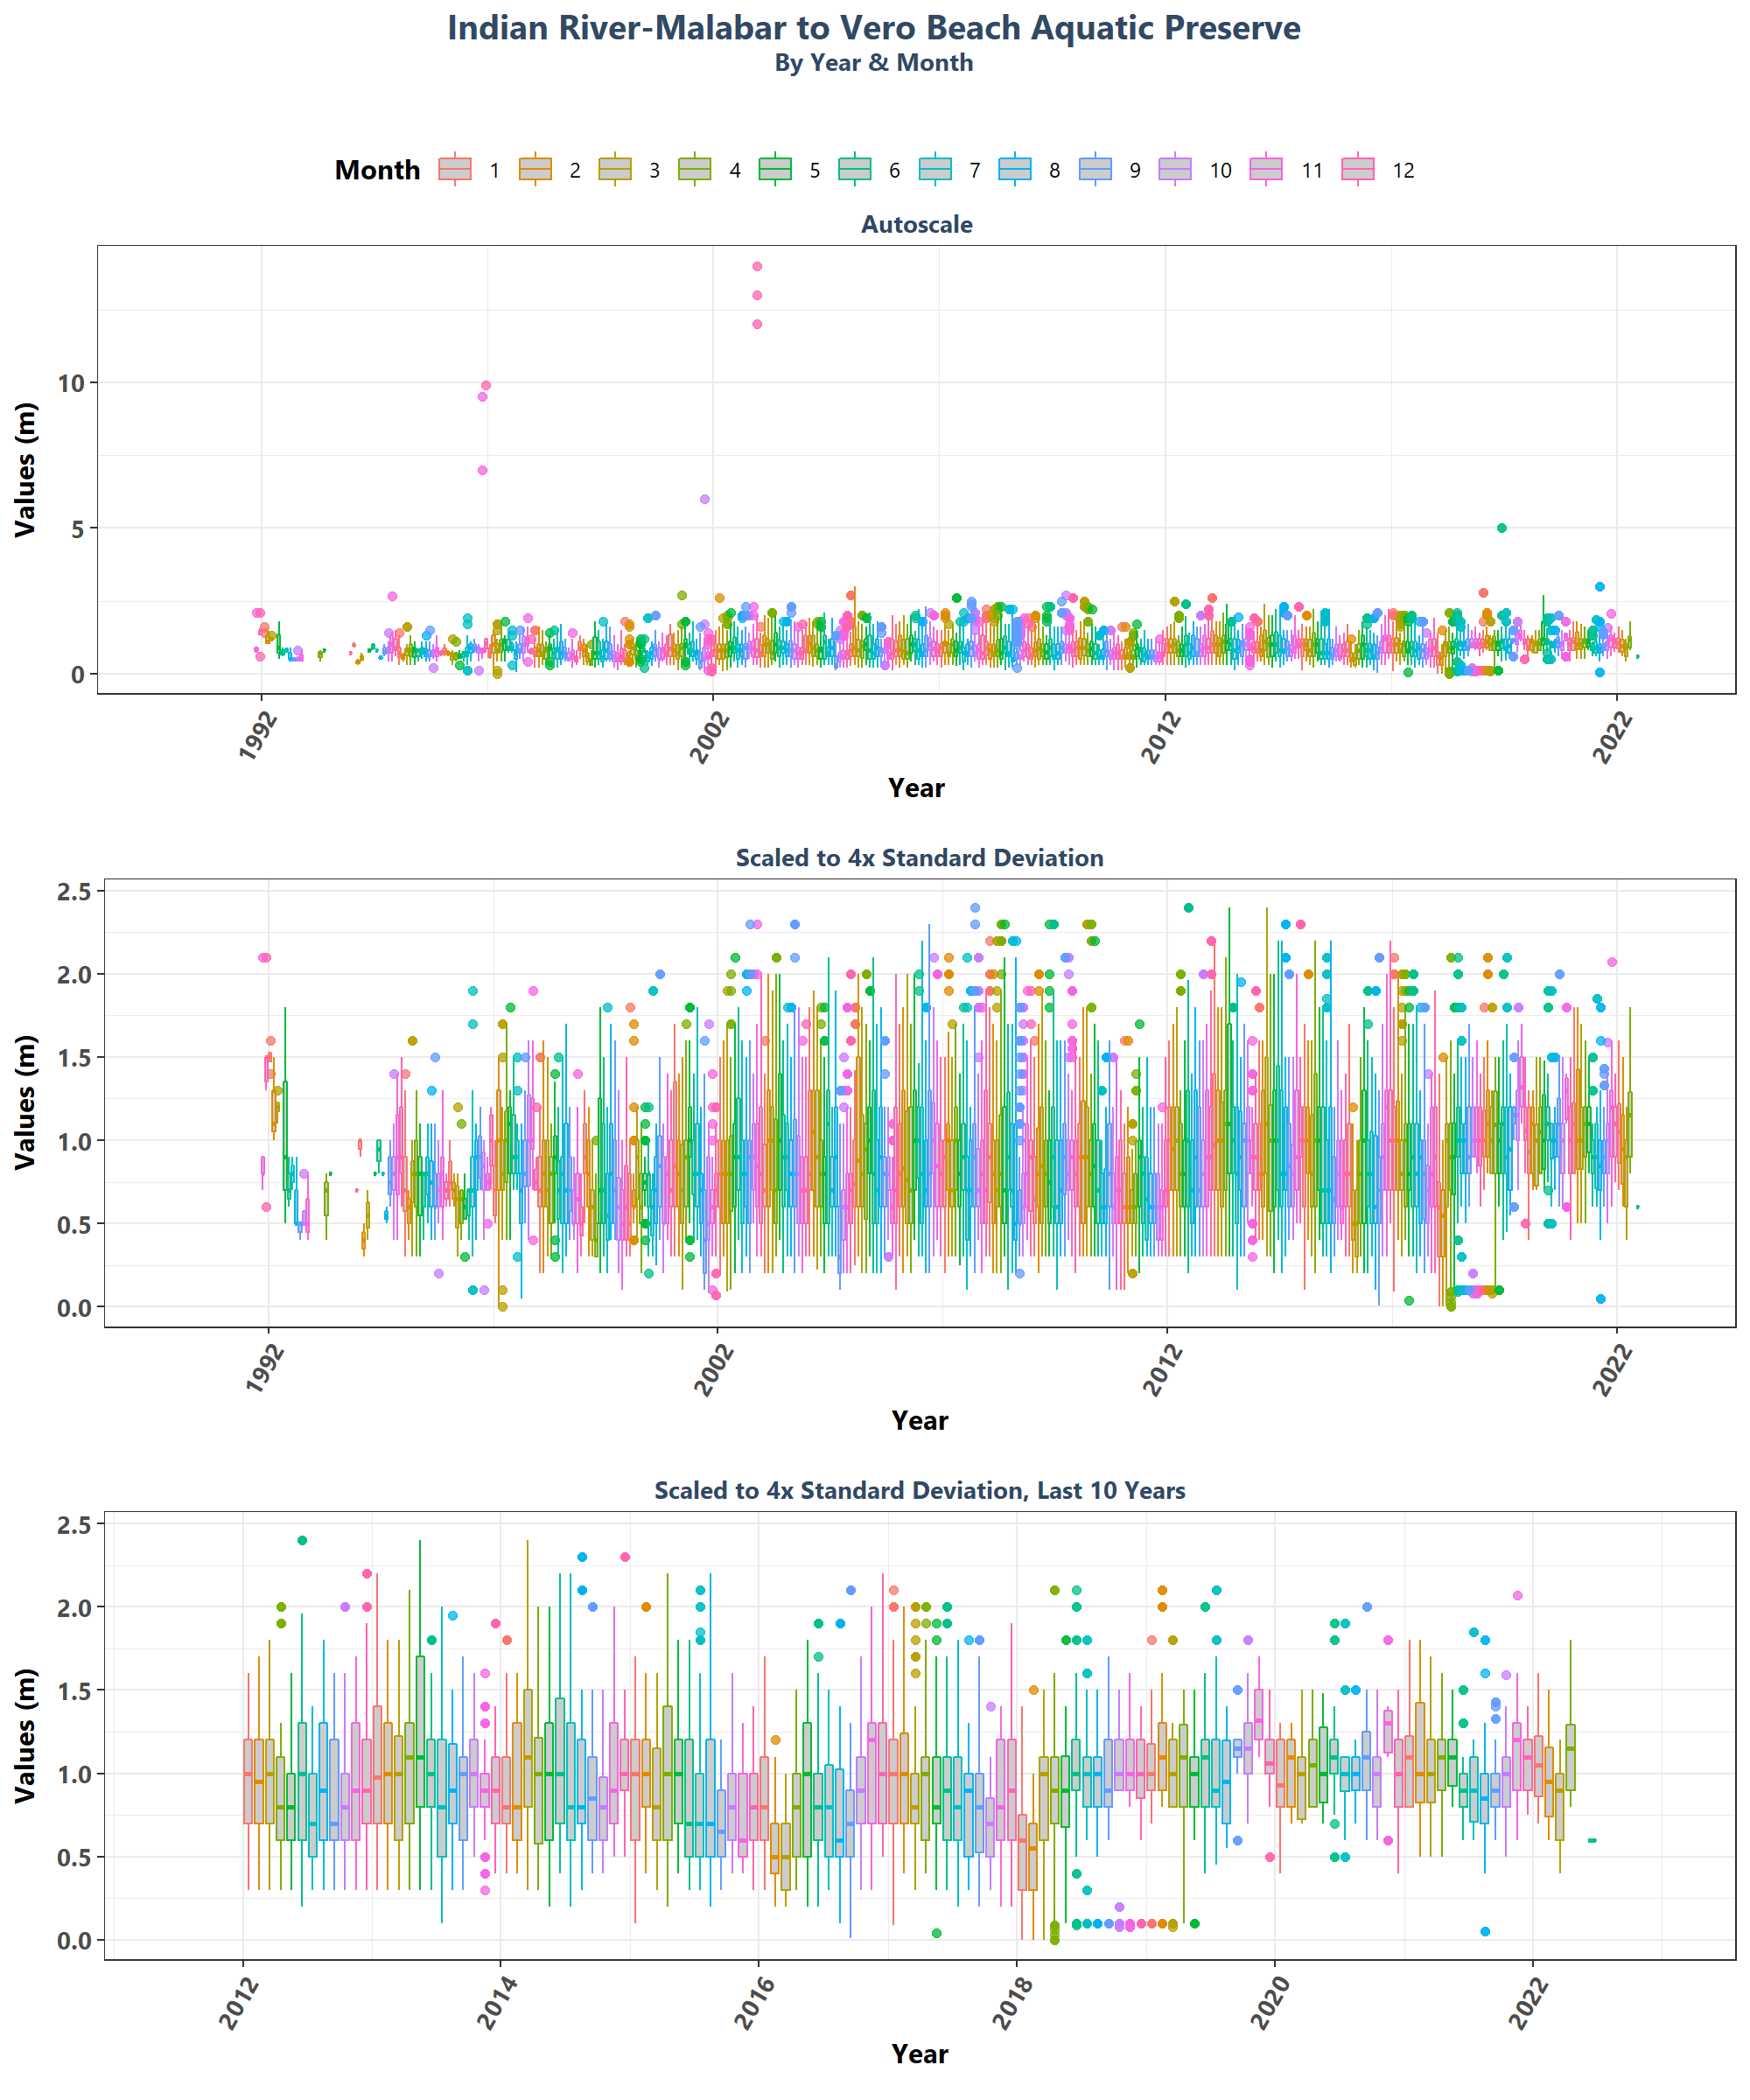 Indian River-Malabar to Vero Beach Aquatic Preserve
By Year & Month
Month 1 2 3 4 5 6 7 8 9 10 11 12
Autoscale
Values (m)
10
5
0
1992 2002 2012 2022
Year
Scaled to 4x Standard Deviation
Values (m)
2.5
2.0
1.5
1.0
0.5
0.0
1992 2002 2012 2022
Year
Scaled to 4x Standard Deviation, Last 10 Years
Values (m)
2.5
2.0
1.5
1.0
0.5
0.0
2012 2014 2016 2018 2020 2022
Year